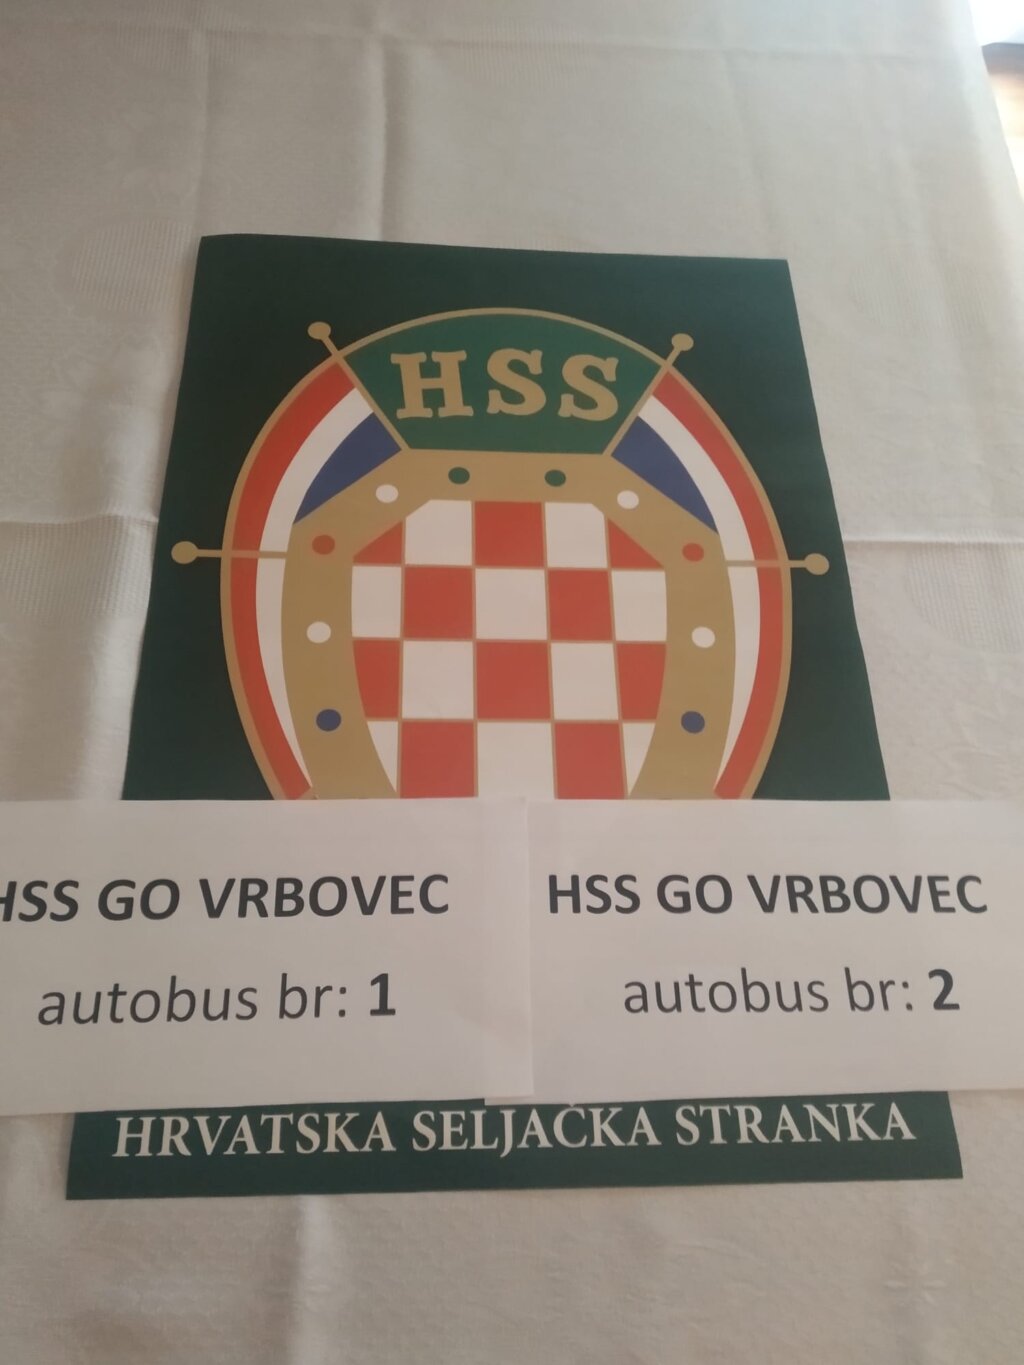 HSS
HSS GO VRBOVEC
autobus br: 1
HSS GO VRBOVEC
autobus br: 2
HRVATSKA SELJAČKA STRANKA